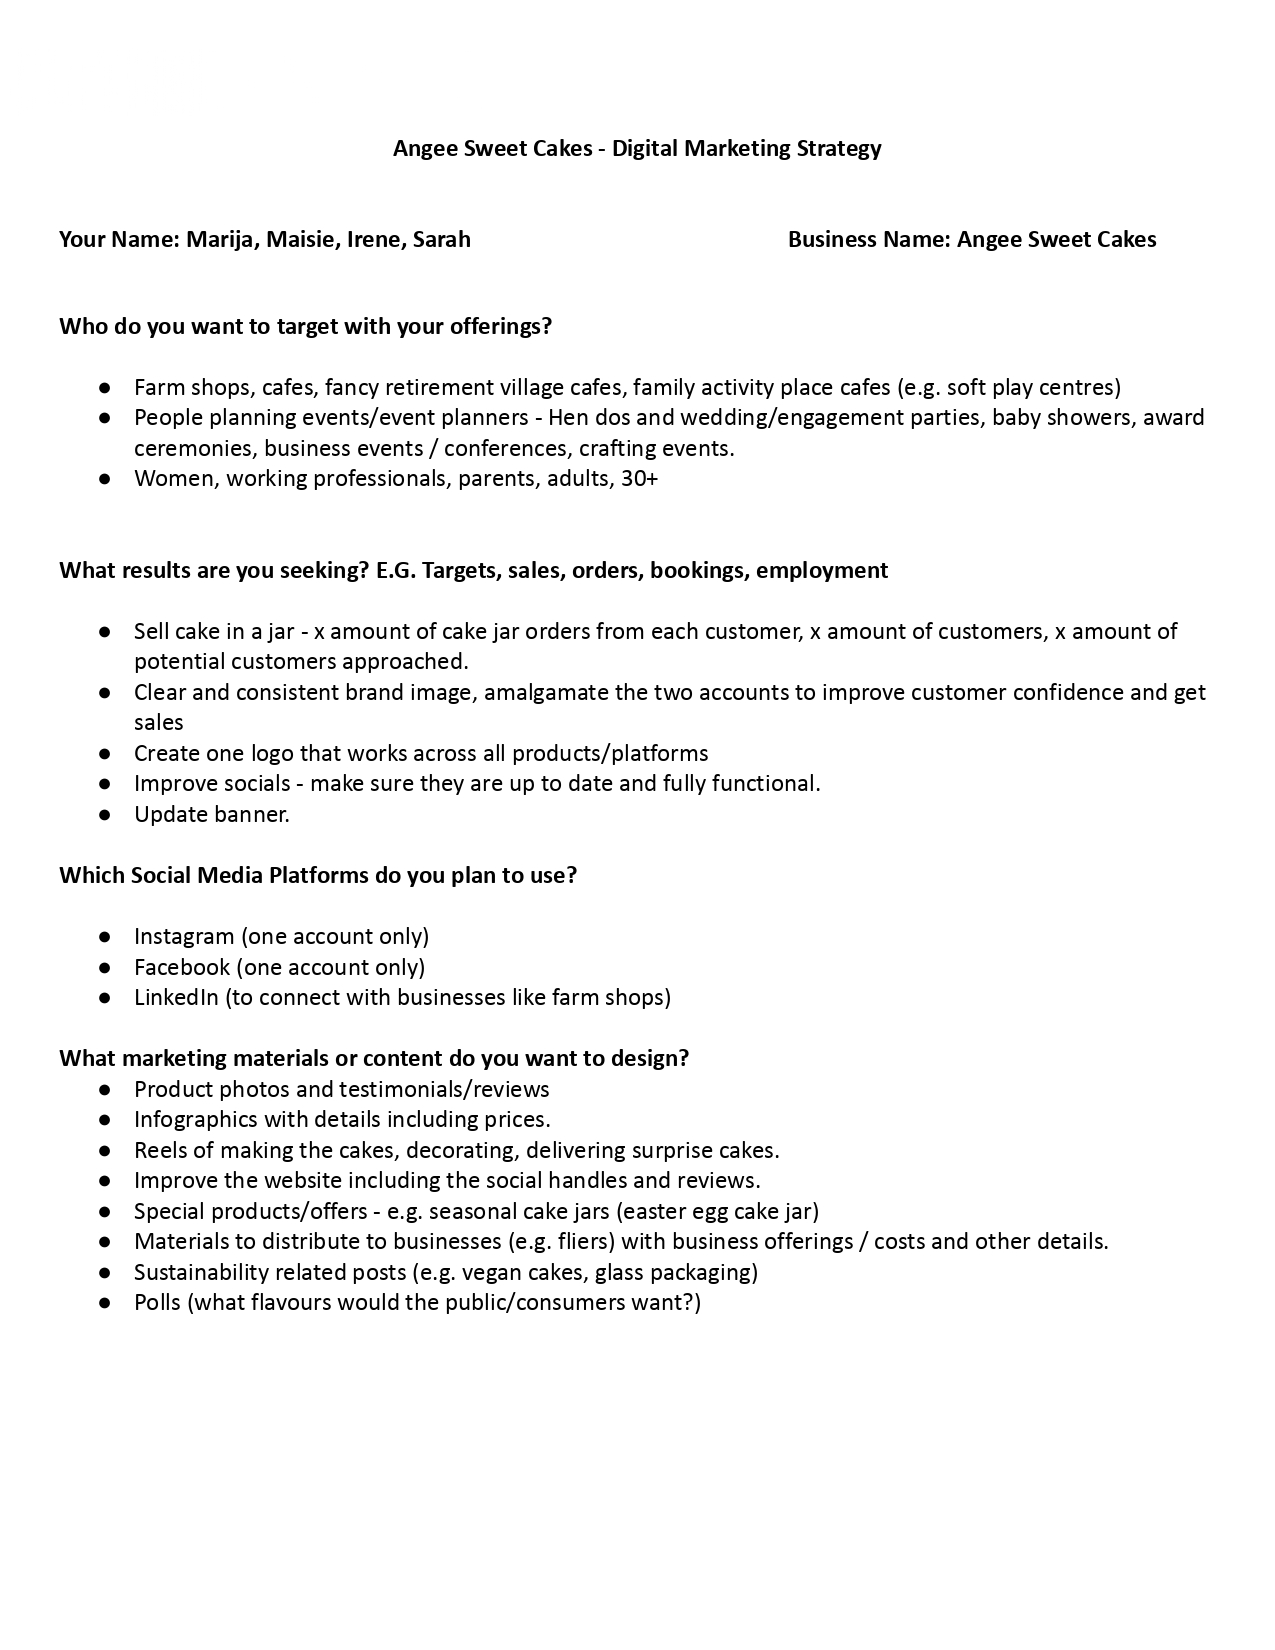 Angee Sweet Cakes - Digital Marketing Strategy
Your Name: Marija, Maisie, Irene, Sarah Business Name: Angee Sweet Cakes
Who do you want to target with your offerings?
● Farm shops, cafes, fancy retirement village cafes, family activity place cafes (e.g. soft play centres)
● People planning events/event planners - Hen dos and wedding/engagement parties, baby showers, award
ceremonies, business events / conferences, crafting events.
● Women, working professionals, parents, adults, 30+
What results are you seeking? E.G. Targets, sales, orders, bookings, employment
● Sell cake in a jar - x amount of cake jar orders from each customer, x amount of customers, x amount of
potential customers approached.
● Clear and consistent brand image, amalgamate the two accounts to improve customer confidence and get
sales
● Create one logo that works across all products/platforms
● Improve socials - make sure they are up to date and fully functional.
● Update banner.
Which Social Media Platforms do you plan to use?
● Instagram (one account only)
● Facebook (one account only)
● LinkedIn (to connect with businesses like farm shops)
What marketing materials or content do you want to design?
● Product photos and testimonials/reviews
● Infographics with details including prices.
● Reels of making the cakes, decorating, delivering surprise cakes.
● Improve the website including the social handles and reviews.
● Special products/offers - e.g. seasonal cake jars (easter egg cake jar)
● Materials to distribute to businesses (e.g. fliers) with business offerings / costs and other details.
● Sustainability related posts (e.g. vegan cakes, glass packaging)
● Polls (what flavours would the public/consumers want?)